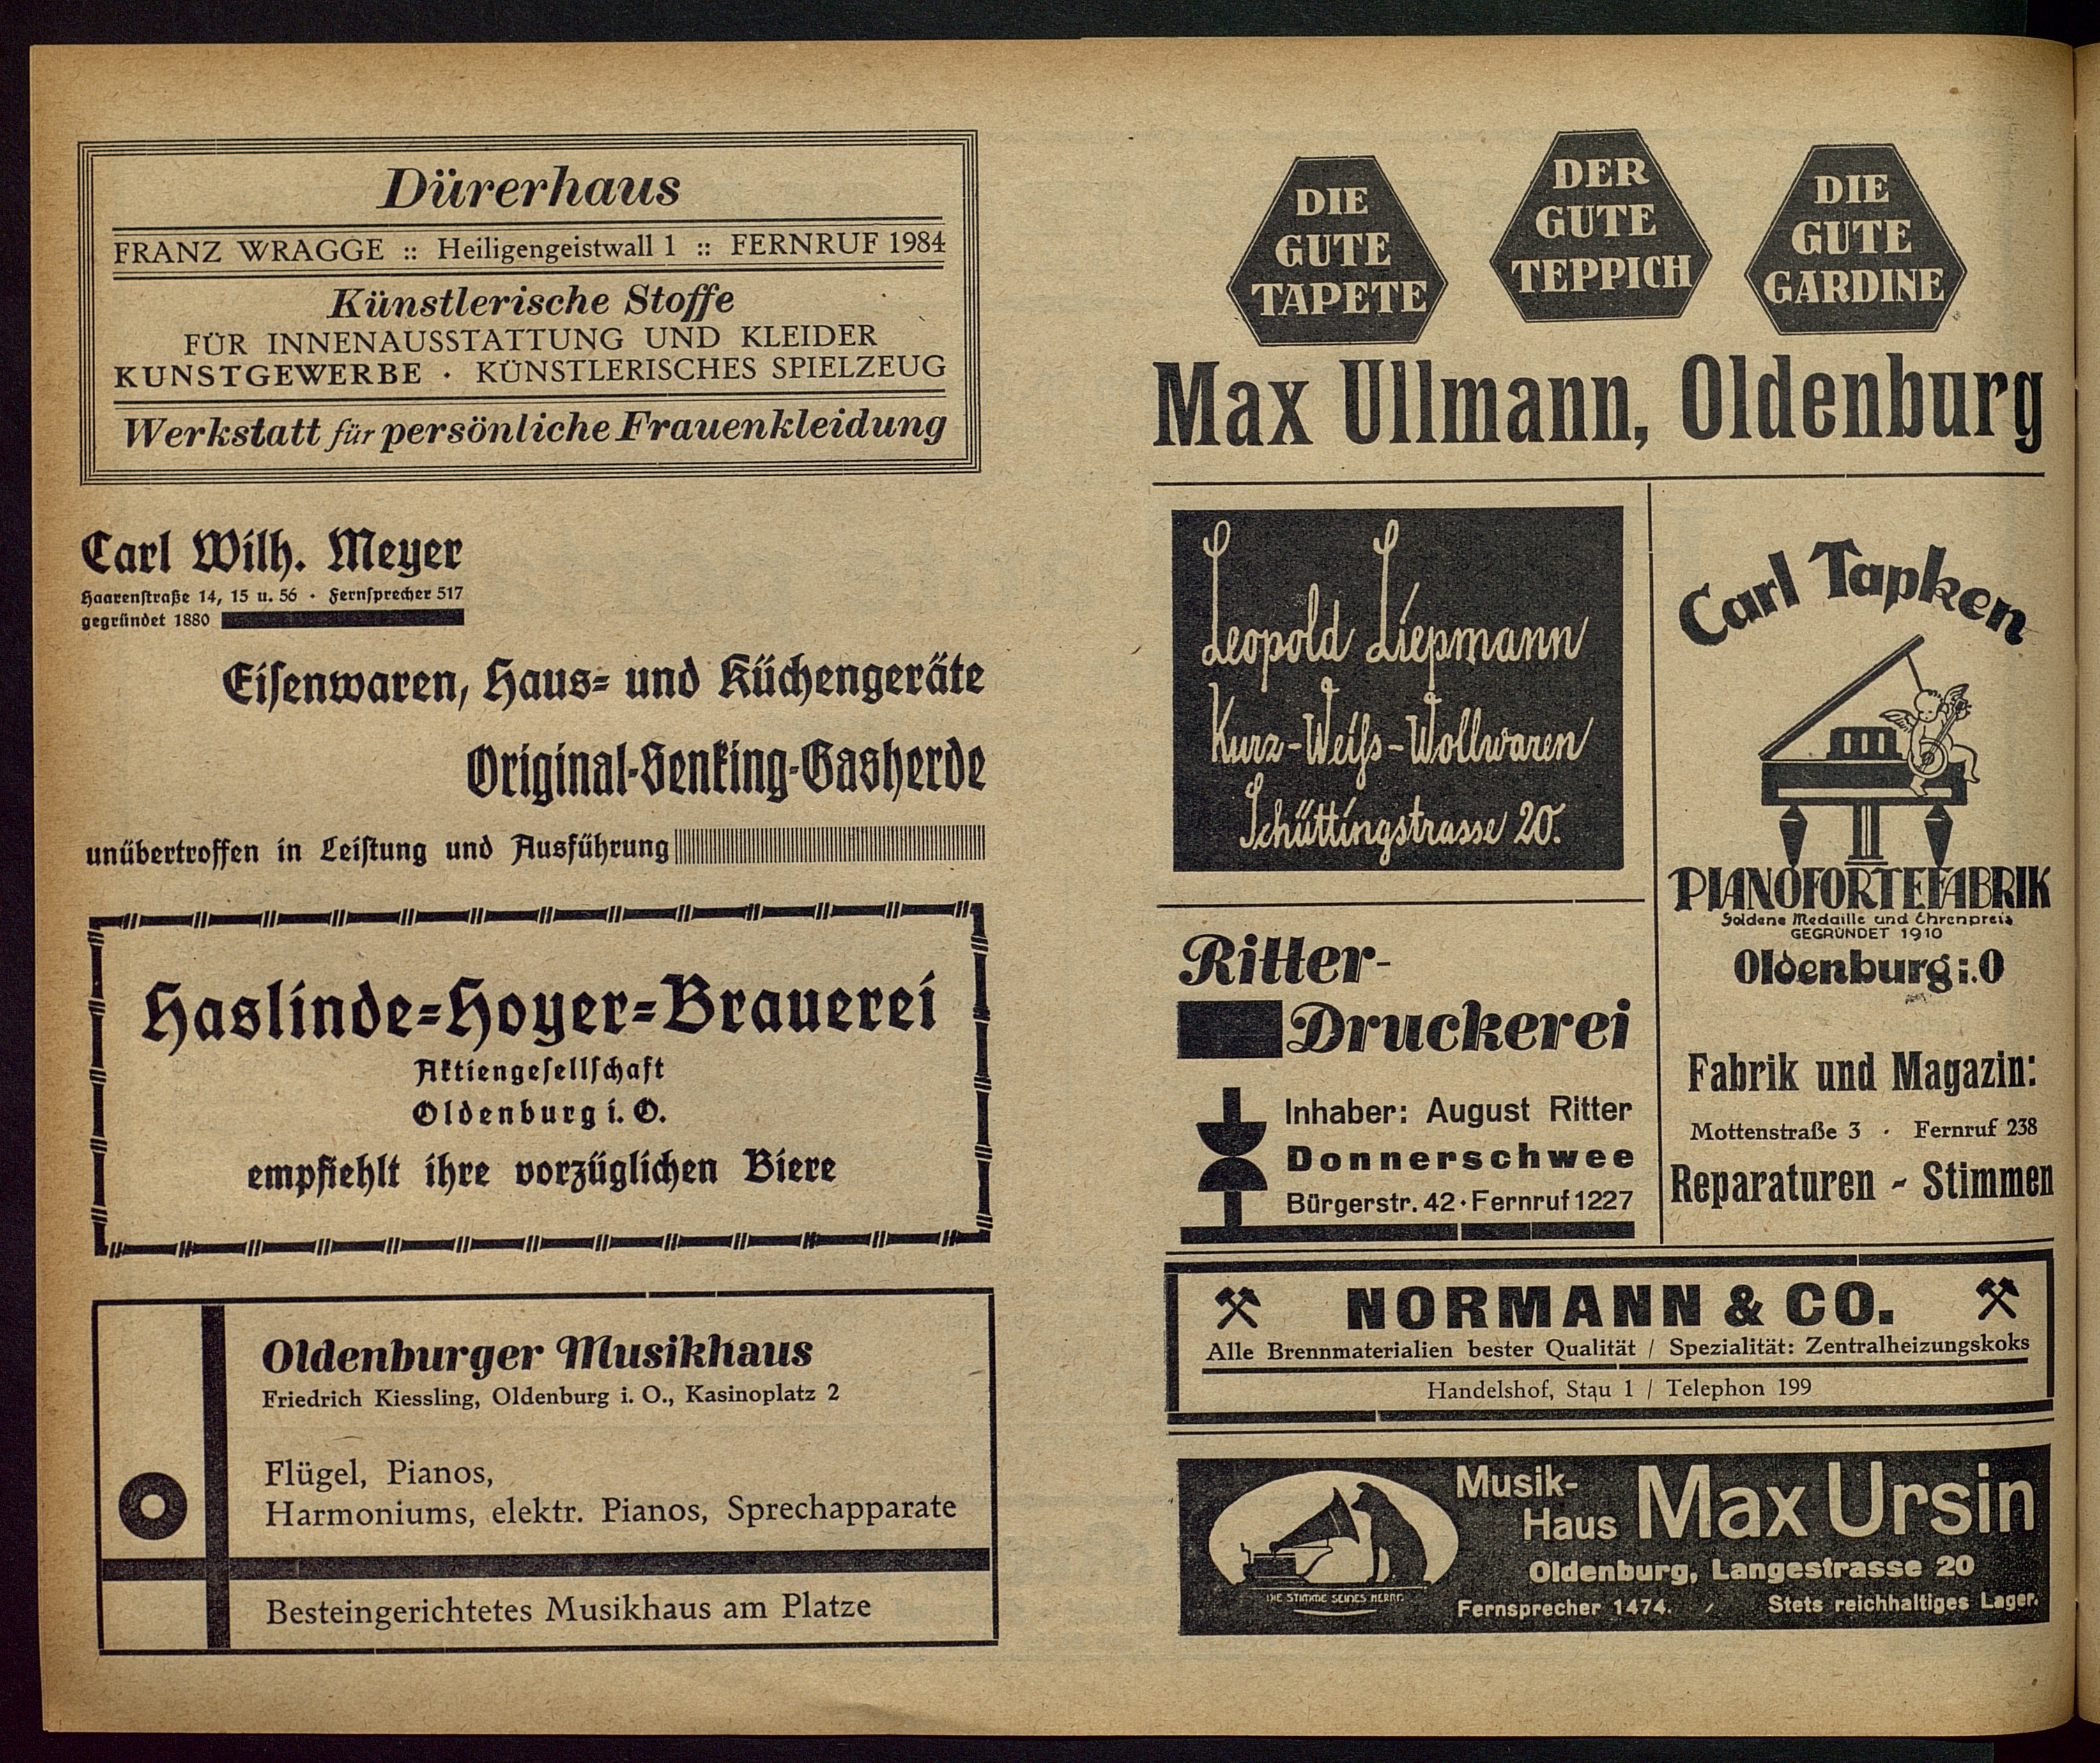 Dürerhaus
FRANZ WRAGGE :: Heiligengeistwall 1 :: FERNRUF 1984
Künstlerische Stoffe
FÜR INNENAUSSTATTUNG UND KLEIDER
KUNSTGEWERBE · KÜNSTLERISCHES SPIELZEUG
Werkstatt für persönliche Frauenkleidung
Carl Wilh. Meyer
Haarenſtraße 14, 15 u. 56 · Fernſprecher 517
gegründet 1880
Eiſenwaren, Haus- und Küchengeräte
Original-Senking-Gasherde
unübertroffen in Leiſtung und Ausführung
Haslinde-Hoyer-Brauerei
Aktiengeſellſchaft
Oldenburg i. O.
empfiehlt ihre vorzüglichen Biere
Oldenburger Musikhaus
Friedrich Kiessling, Oldenburg i. O., Kasinoplatz 2
Flügel, Pianos,
Harmoniums, elektr. Pianos, Sprechapparate
Besteingerichtetes Musikhaus am Platze
DIE
GUTE
TAPETE
DER
GUTE
TEPPICH
DIE
GUTE
GARDINE
Max Ullmann, Oldenburg
Leopold Liepmann
Kurz-Weiſs-Wollwaren
Schüttingstrasse 20.
Carl Tapken
PIANOFORTEFABRIK
Goldene Medaille und Ehrenpreis
GEGRÜNDET 1910
Oldenburg i. O
Fabrik und Magazin:
Mottenstraße 3 · Fernruf 238
Reparaturen - Stimmen
Ritter-
Druckerei
Inhaber: August Ritter
Donnerschwee
Bürgerstr. 42 · Fernruf 1227
NORMANN & CO.
Alle Brennmaterialien bester Qualität / Spezialität: Zentralheizungskoks
Handelshof, Stau 1 / Telephon 199
DIE STIMME SEINES HERRN
Musik-
Haus Max Ursin
Oldenburg, Langestrasse 20
Fernsprecher 1474. / Stets reichhaltiges Lager.